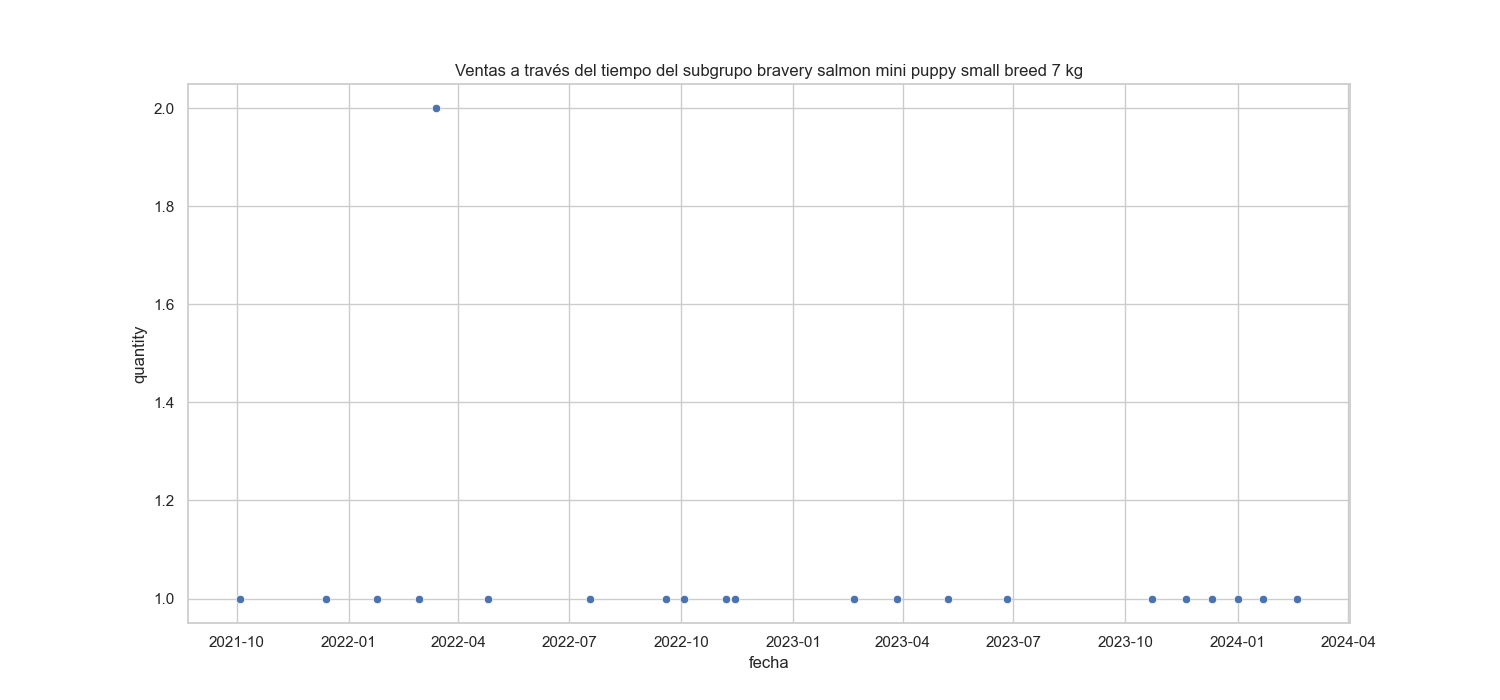 Ventas a través del tiempo del subgrupo bravery salmon mini puppy small breed 7 kg
2.0
1.8
1.6
quantity
1.4
1.2
1.0
2021-10 2022-01 2022-04 2022-07 2022-10 2023-01 2023-04 2023-07 2023-10 2024-01 2024-04
fecha